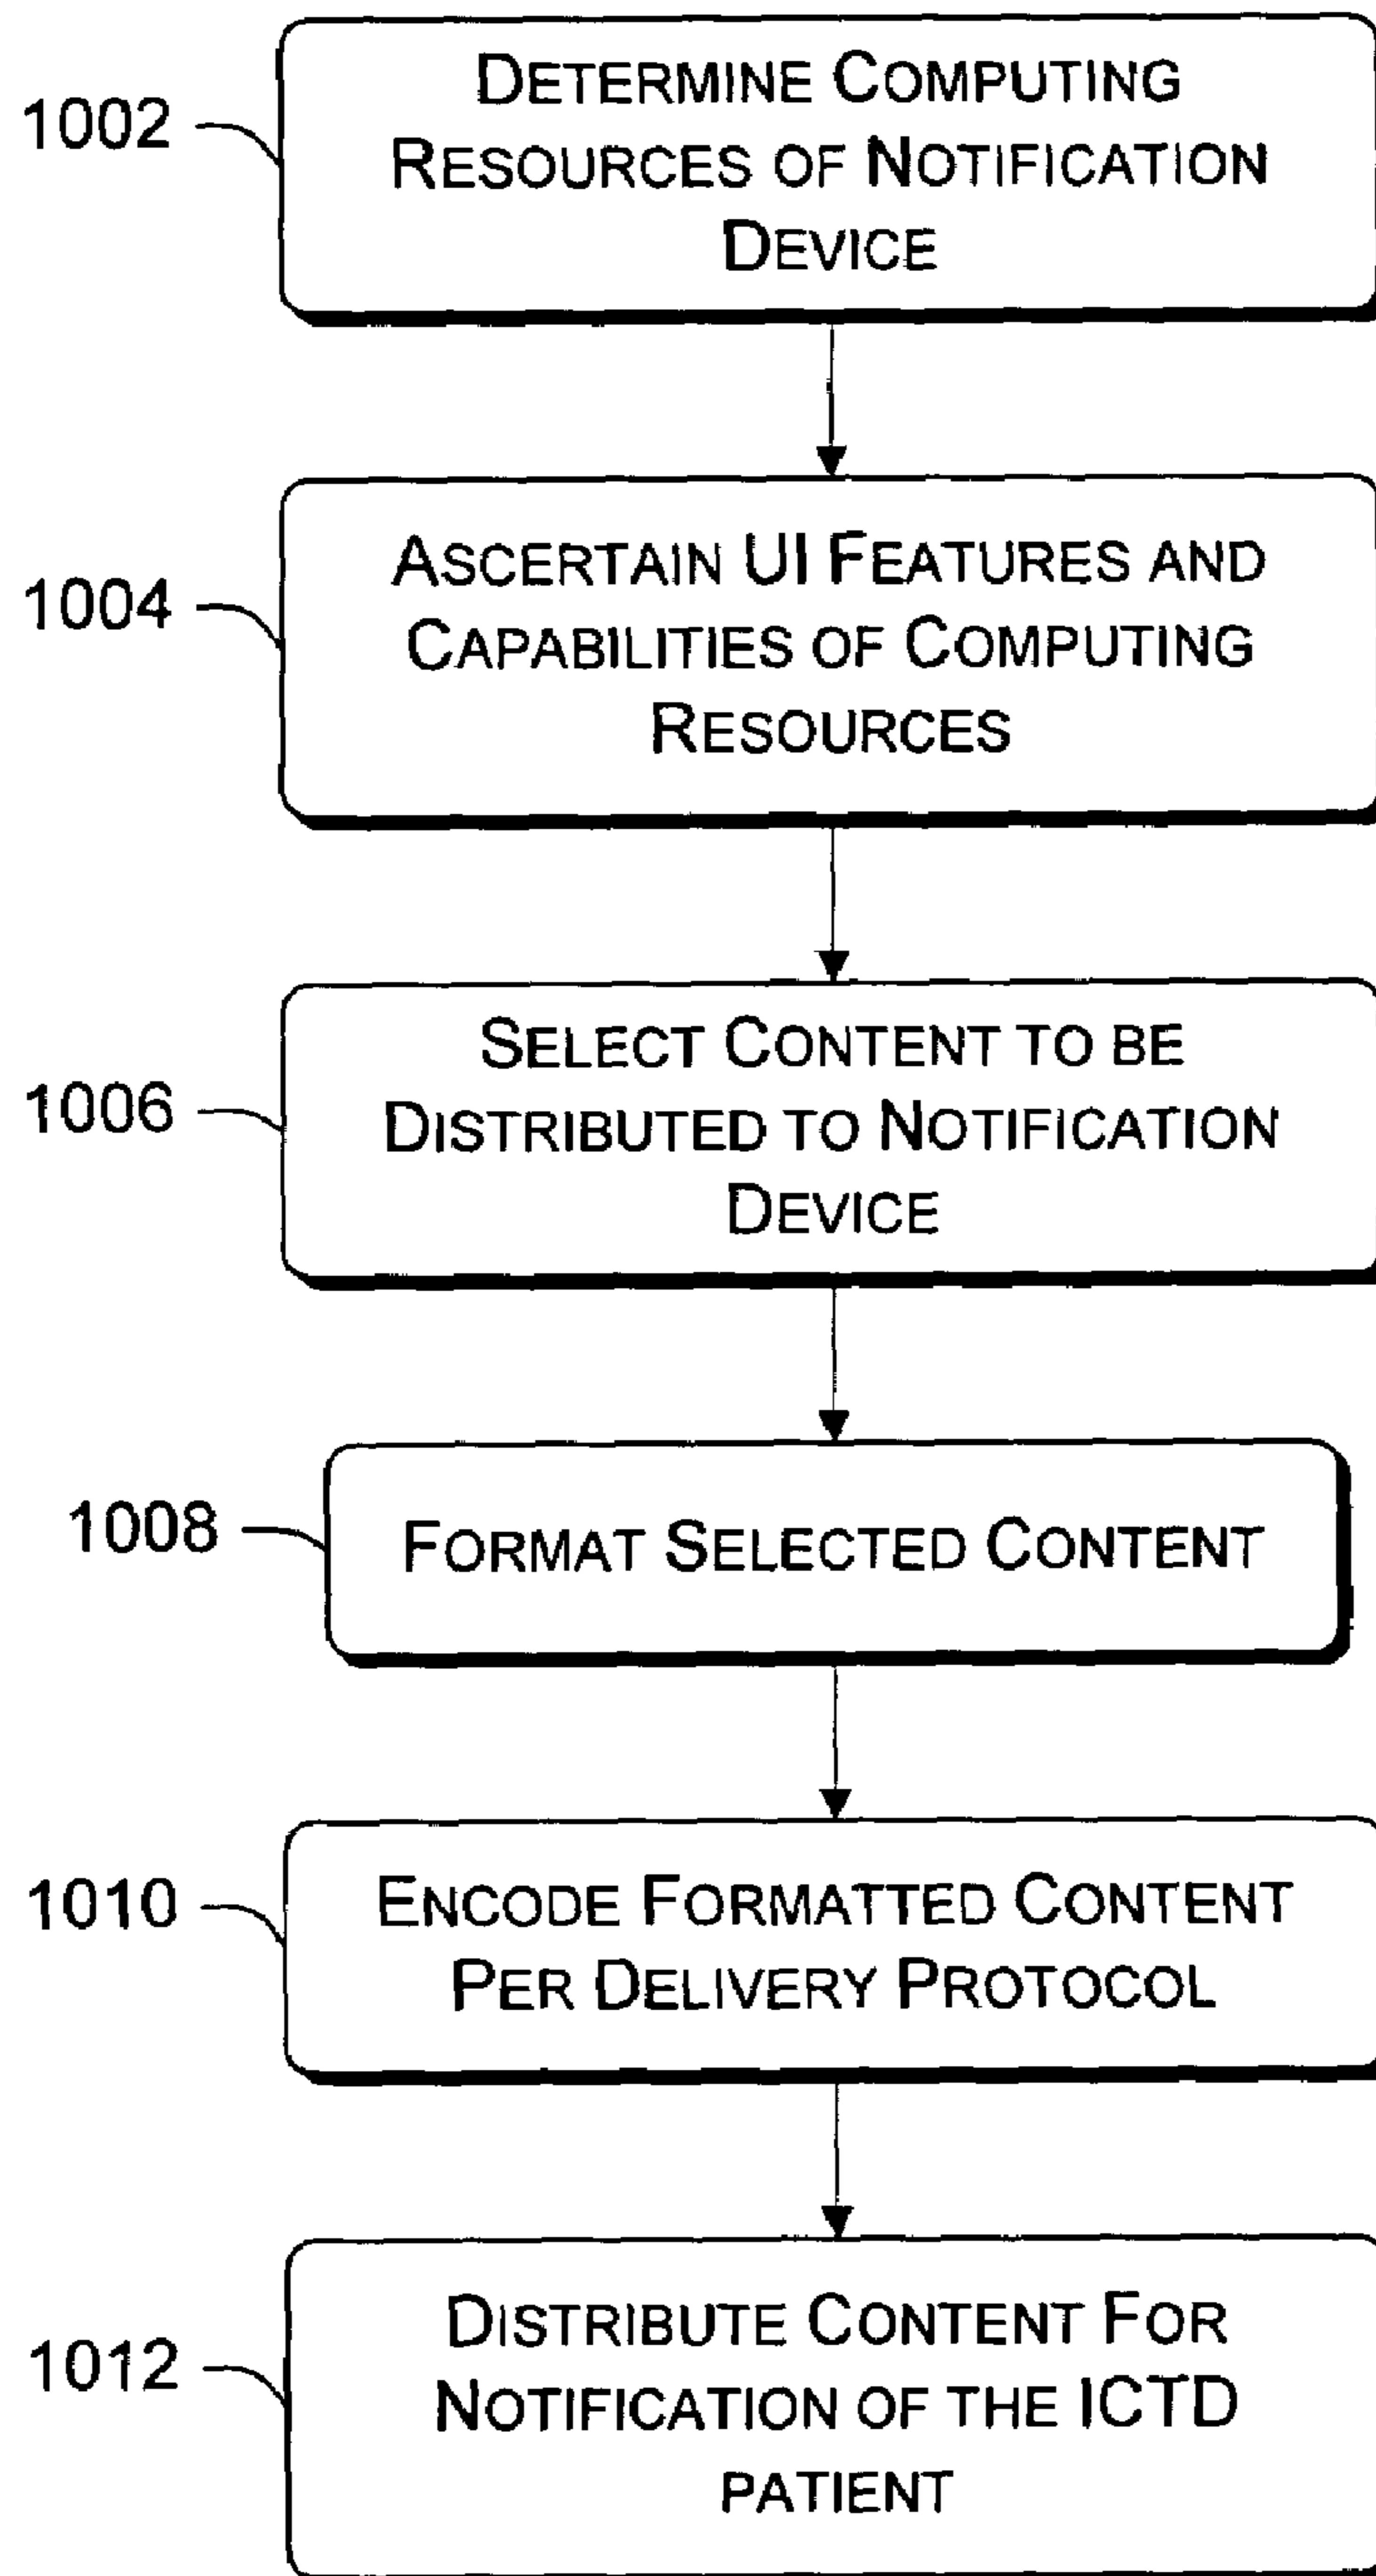 DETERMINE COMPUTING
1002
RESOURCES OF NOTIFICATION
DEVICE
ASCERTAIN UI FEATURES AND
1004
CAPABILITIES OF COMPUTING
RESOURCES
SELECT CONTENT TO BE
1006
DISTRIBUTED TO NOTIFICATION
DEVICE
1008
FORMAT SELECTED CONTENT
1010
ENCODE FORMATTED CONTENT
PER DELIVERY PROTOCOL
DISTRIBUTE CONTENT FOR
1012
NOTIFICATION OF THE ICTD
PATIENT